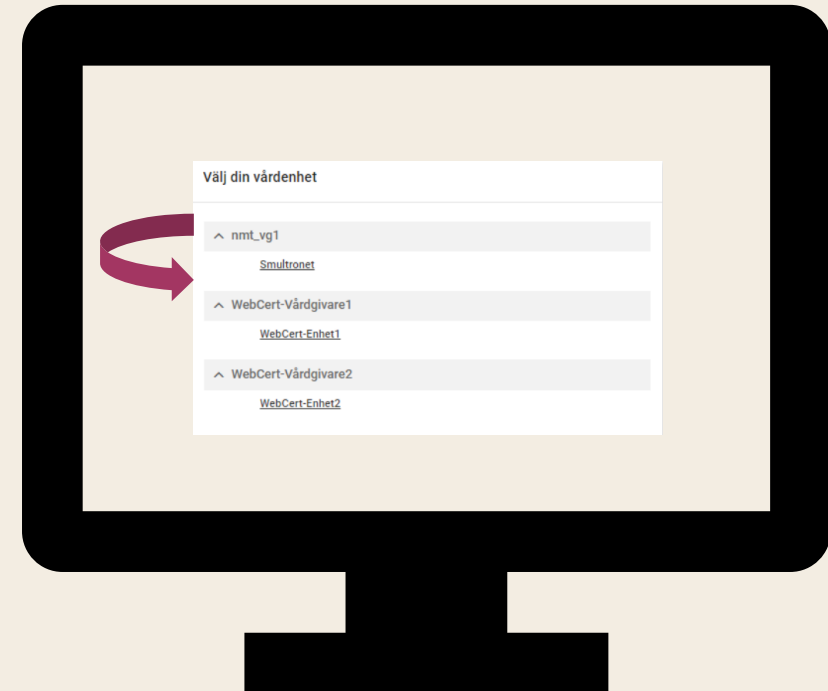 Välj din vårdenhet
nmt_vg1
Smultronet
WebCert-Vårdgivare1
WebCert-Enhet1
WebCert-Vårdgivare2
WebCert-Enhet2